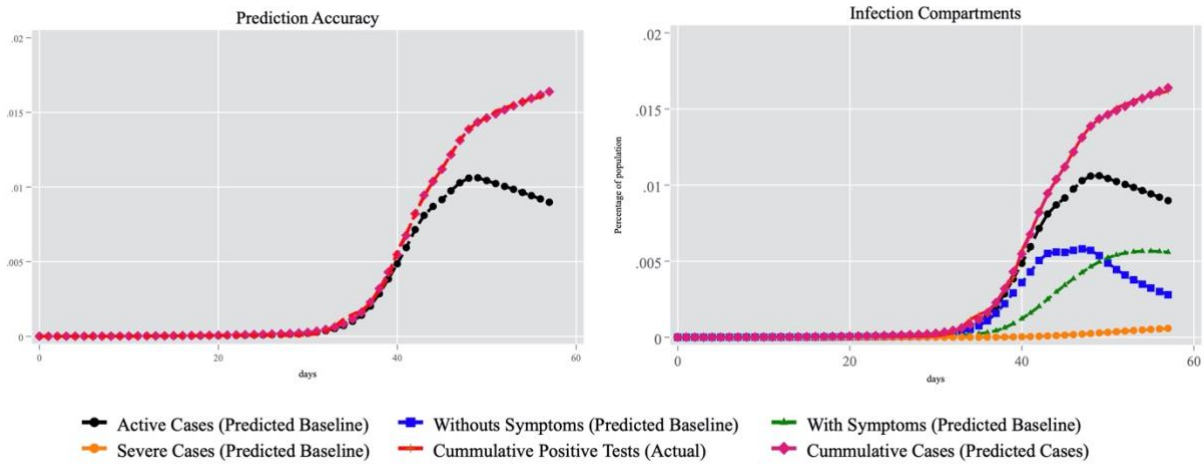 Prediction Accuracy
.02
.015
.01
.005
0
0
20
40
60
days
Infection Compartments
Percentage of population
.02
.015
.01
.005
0
0
20
40
60
days
Active Cases (Predicted Baseline)
Withouts Symptoms (Predicted Baseline)
With Symptoms (Predicted Baseline)
Severe Cases (Predicted Baseline)
Cummulative Positive Tests (Actual)
Cummulative Cases (Predicted Cases)